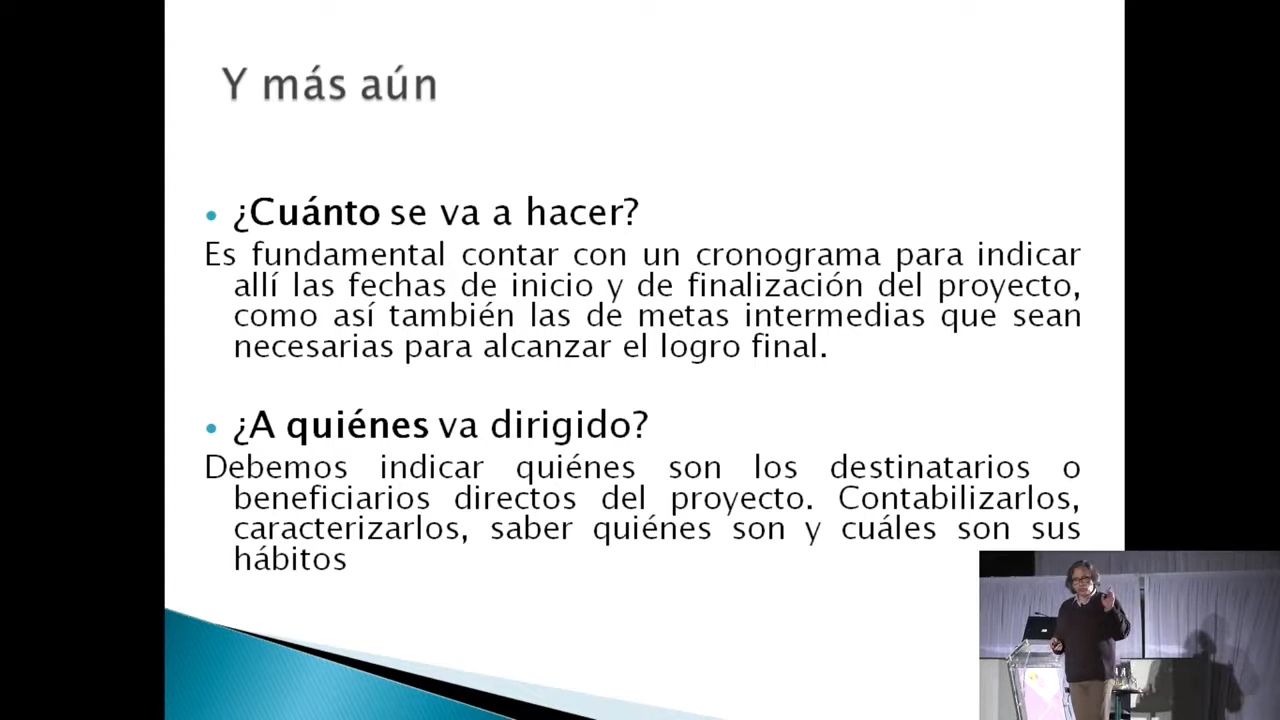 Y más aún
• ¿Cuánto se va a hacer?
Es fundamental contar con un cronograma para indicar
allí las fechas de inicio y de finalización del proyecto,
como así también las de metas intermedias que sean
necesarias para alcanzar el logro final.
• ¿A quiénes va dirigido?
Debemos indicar quiénes son los destinatarios o
beneficiarios directos del proyecto. Contabilizarlos,
caracterizarlos, saber quiénes son y cuáles son sus
hábitos